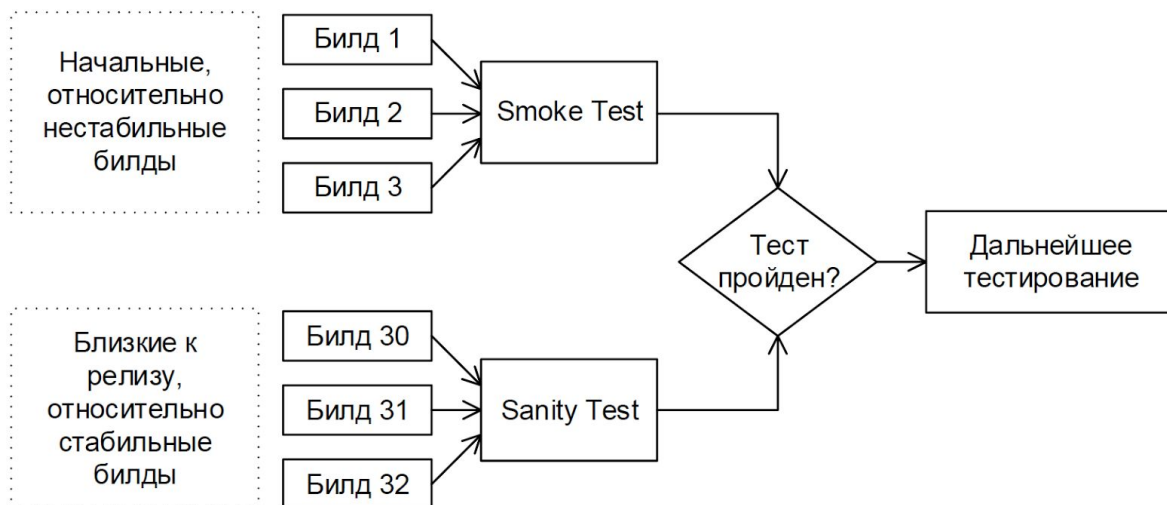 Начальные,
относительно
нестабильные
билды
Билд 1
Билд 2
Билд 3
Smoke Test
Тест
пройден?
Дальнейшее
тестирование
Близкие к
релизу,
относительно
стабильные
билды
Билд 30
Билд 31
Билд 32
Sanity Test